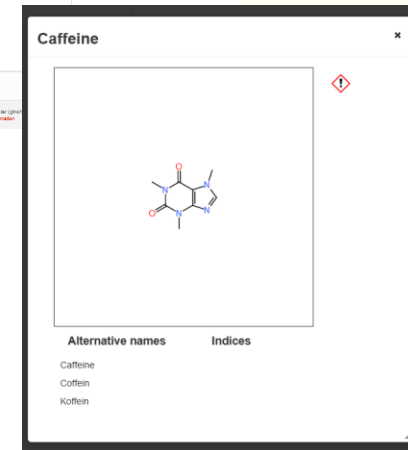 Caffeine
×
!
O
N
N
O
N
N
Alternative names Indices
Caffeine
Coffein
Koffein